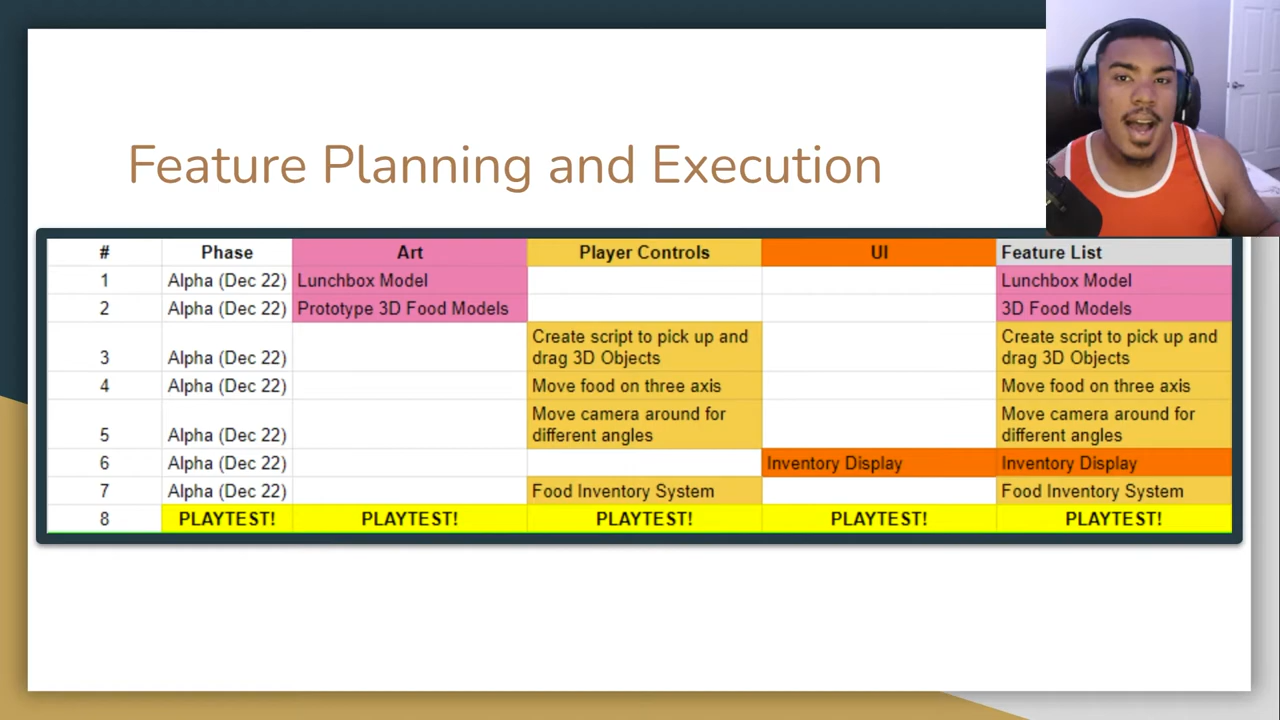 Feature Planning and Execution
# Phase Art Player Controls UI Feature List
1 Alpha (Dec 22) Lunchbox Model Lunchbox Model
2 Alpha (Dec 22) Prototype 3D Food Models 3D Food Models
3 Alpha (Dec 22) Create script to pick up and drag 3D Objects Create script to pick up and drag 3D Objects
4 Alpha (Dec 22) Move food on three axis Move food on three axis
5 Alpha (Dec 22) Move camera around for different angles Move camera around for different angles
6 Alpha (Dec 22) Inventory Display Inventory Display
7 Alpha (Dec 22) Food Inventory System Food Inventory System
8 PLAYTEST! PLAYTEST! PLAYTEST! PLAYTEST! PLAYTEST!